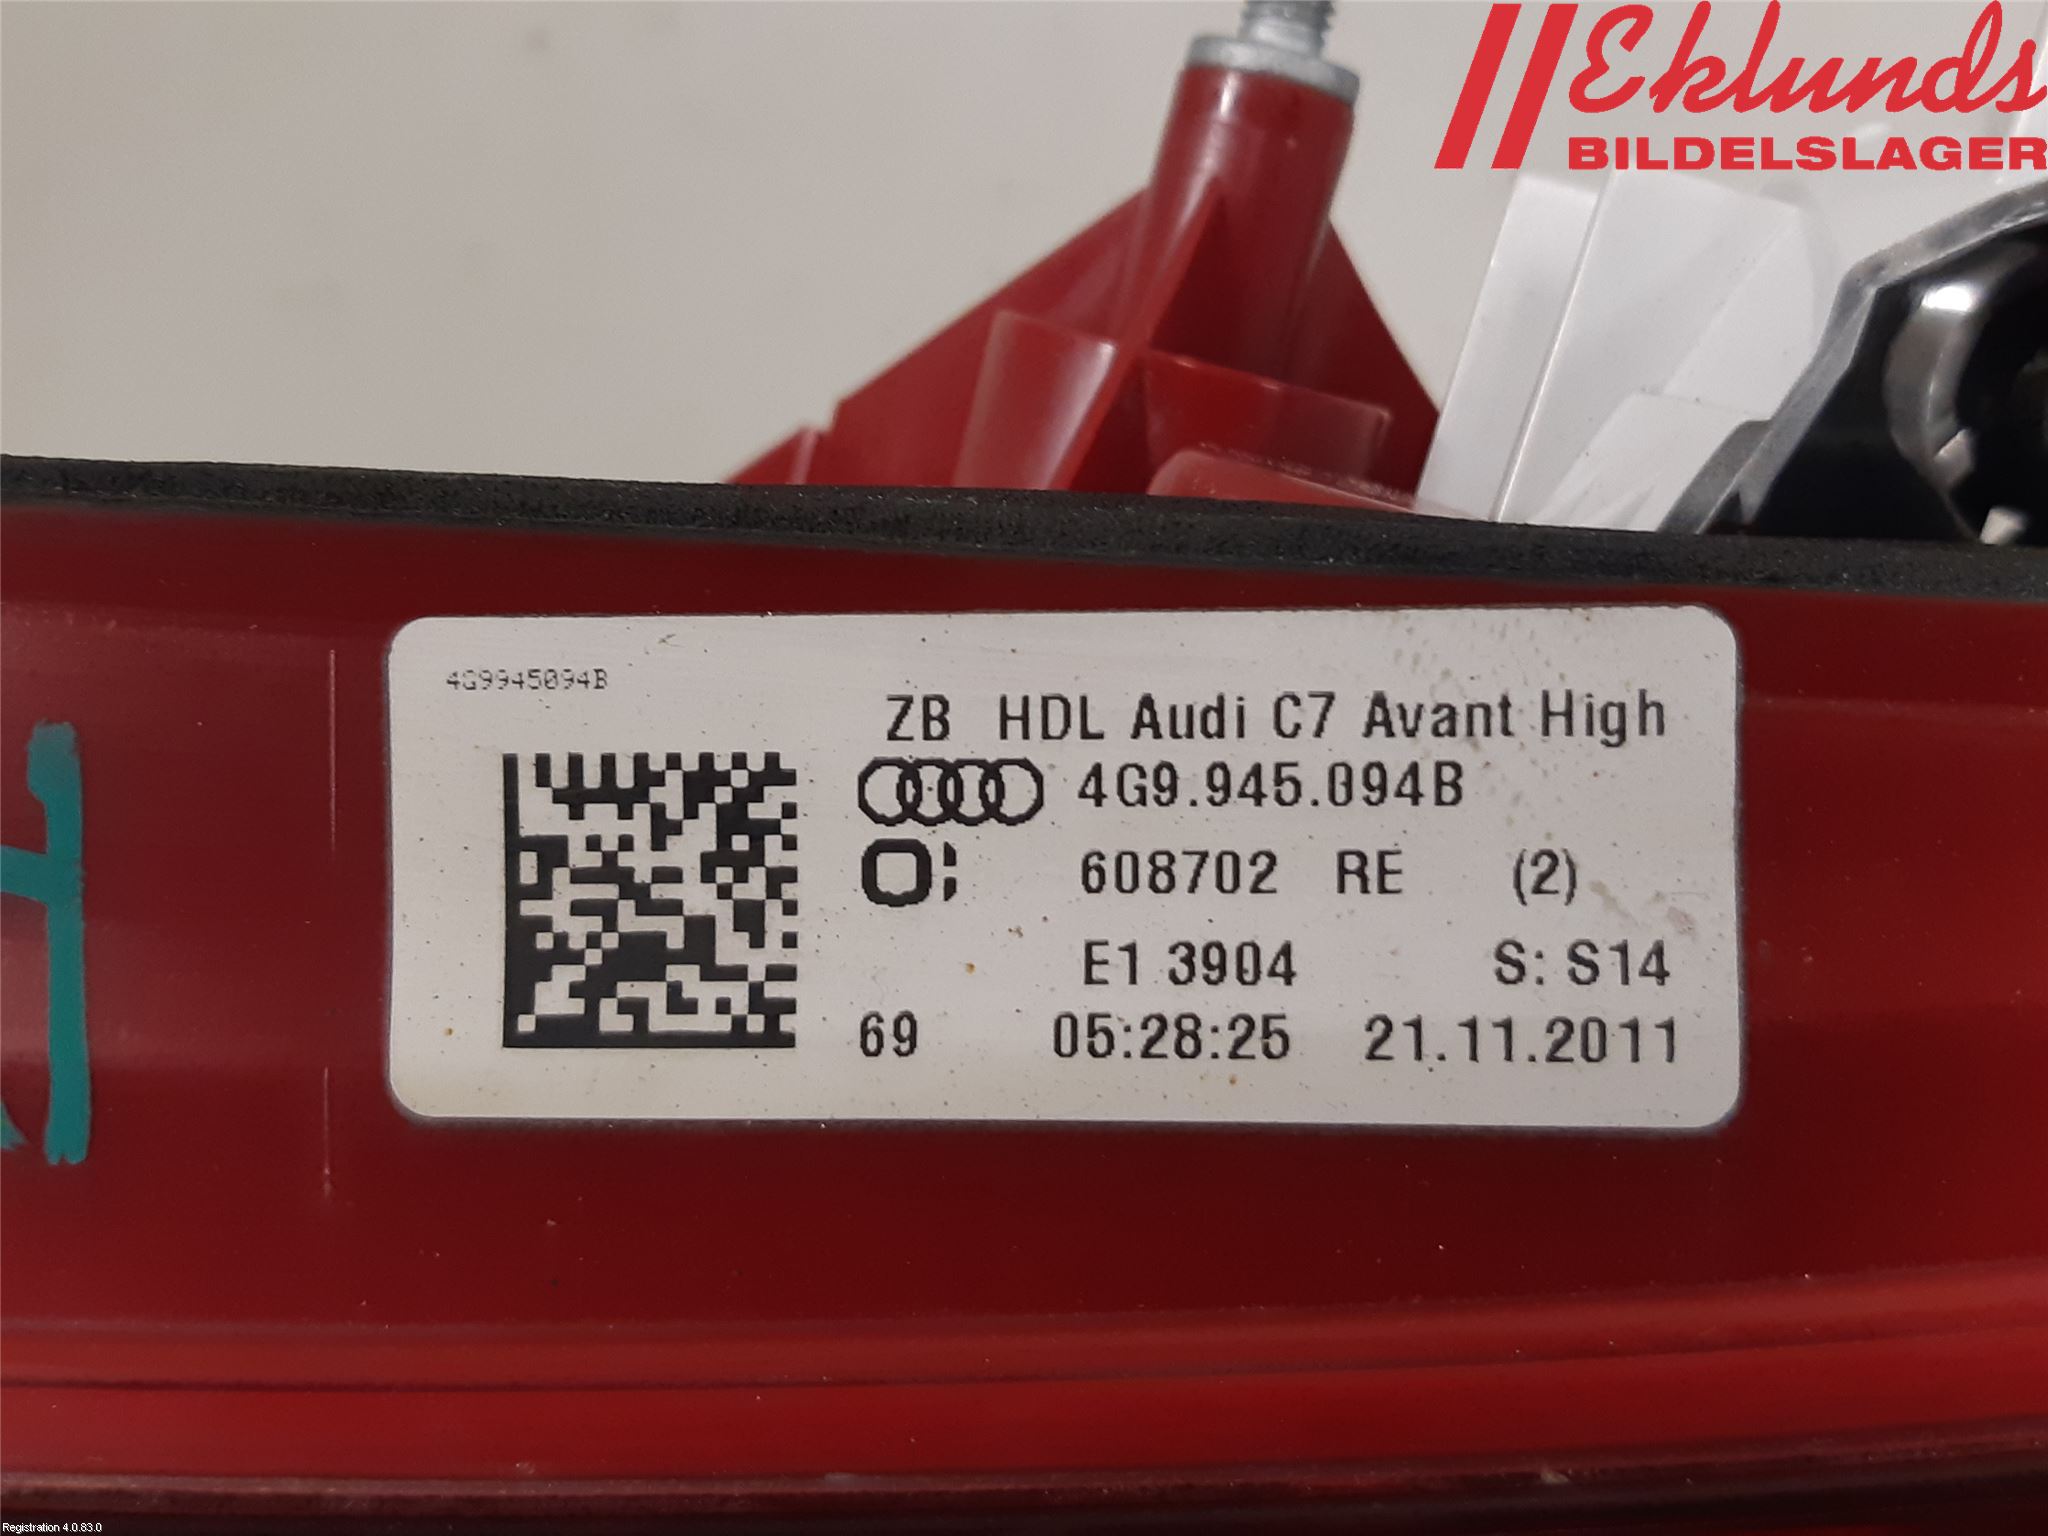 Eklunds
BILDELSLAGER
4G9945094B
ZB HDL Audi C7 Avant High
4G9.945.094B
608702 RE (2)
E1 3904 S: S14
69 05:28:25 21.11.2011
Registration 4.0.83.0